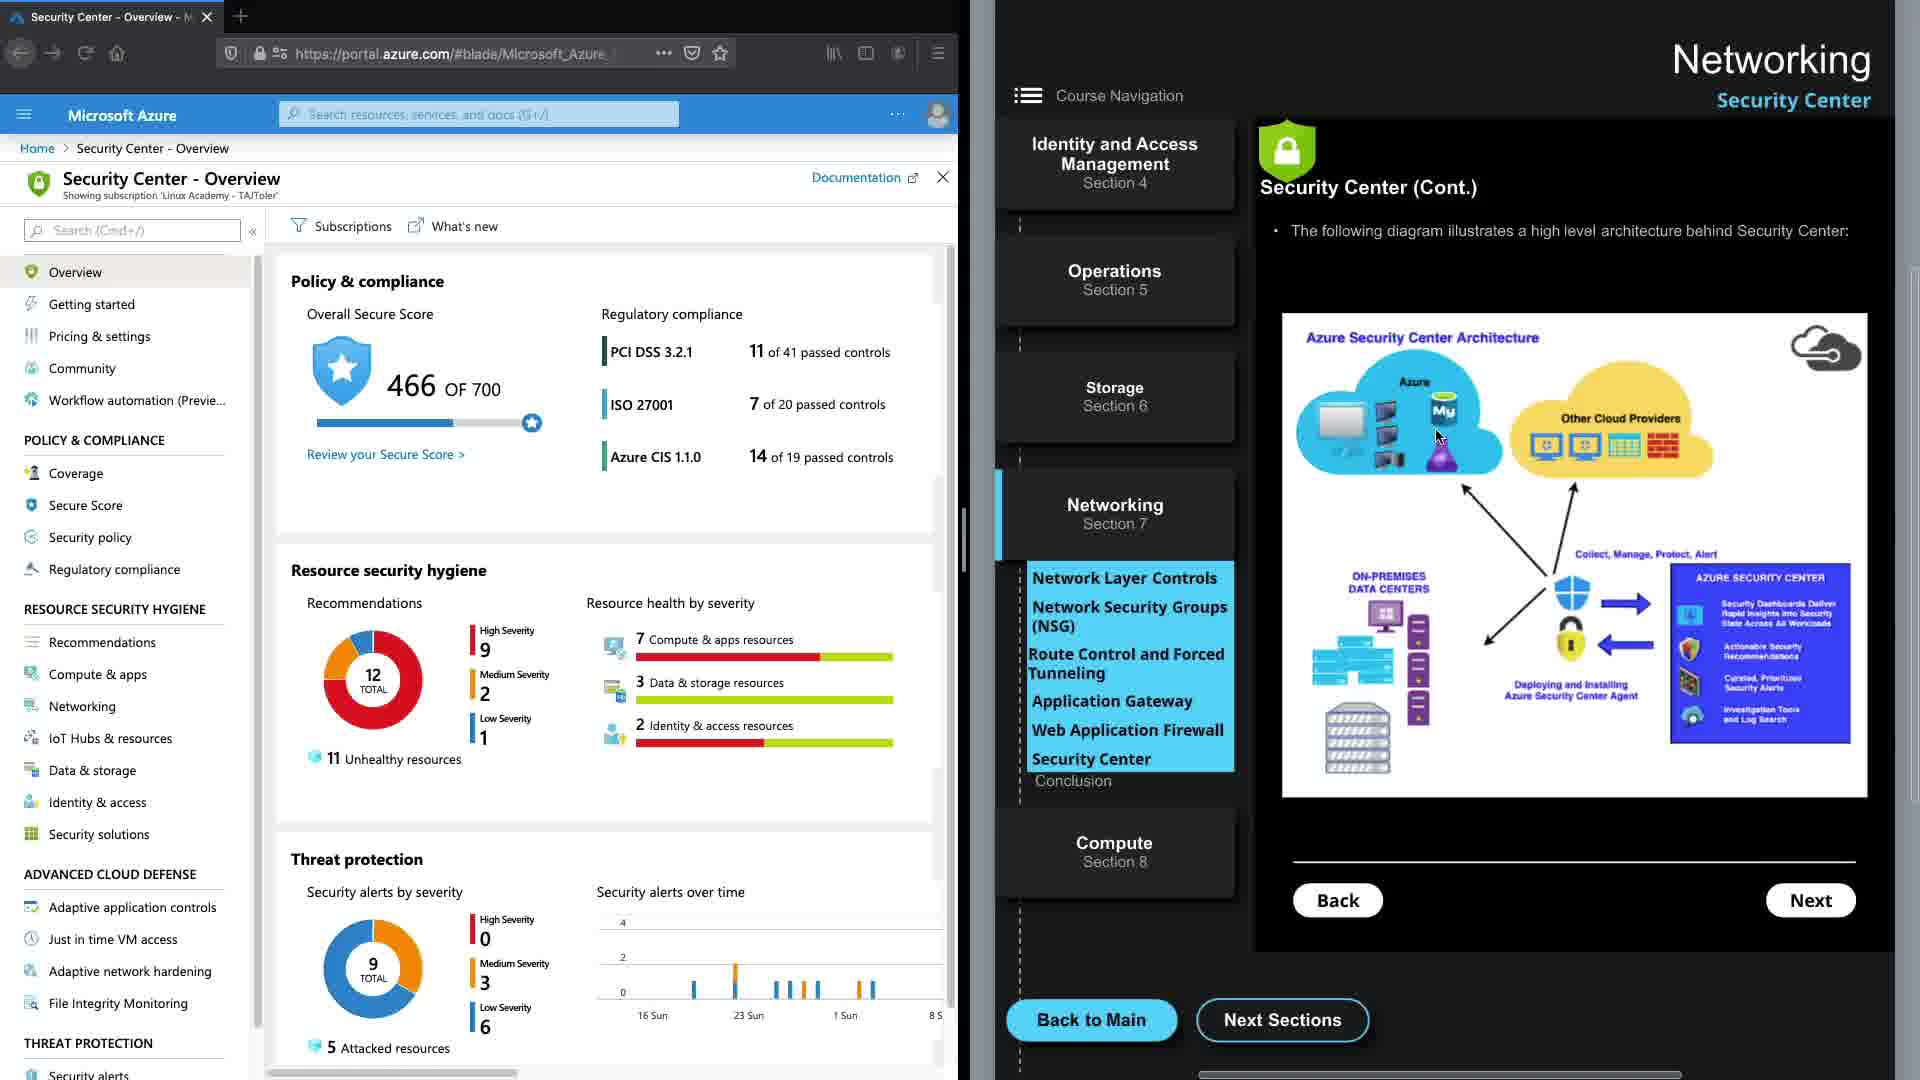 Security Center - Overview - M
https://portal.azure.com/#blade/Microsoft_Azure_
Microsoft Azure
Search resources, services, and docs (G+/)
Home > Security Center - Overview
Security Center - Overview
Showing subscription 'Linux Academy - TAJToler'
Documentation
Search (Cmd+/)
Subscriptions
What's new
Overview
Getting started
Pricing & settings
Community
Workflow automation (Previe...
POLICY & COMPLIANCE
Coverage
Secure Score
Security policy
Regulatory compliance
RESOURCE SECURITY HYGIENE
Recommendations
Compute & apps
Networking
IoT Hubs & resources
Data & storage
Identity & access
Security solutions
ADVANCED CLOUD DEFENSE
Adaptive application controls
Just in time VM access
Adaptive network hardening
File Integrity Monitoring
THREAT PROTECTION
Security alerts
Policy & compliance
Overall Secure Score
466 OF 700
Review your Secure Score >
Regulatory compliance
PCI DSS 3.2.1 11 of 41 passed controls
ISO 27001 7 of 20 passed controls
Azure CIS 1.1.0 14 of 19 passed controls
Resource security hygiene
Recommendations
12
TOTAL
High Severity
9
Medium Severity
2
Low Severity
1
11 Unhealthy resources
Resource health by severity
7 Compute & apps resources
3 Data & storage resources
2 Identity & access resources
Threat protection
Security alerts by severity
9
TOTAL
High Severity
0
Medium Severity
3
Low Severity
6
5 Attacked resources
Security alerts over time
4
2
0
16 Sun 23 Sun 1 Sun 8 S
Networking
Security Center
Course Navigation
Identity and Access
Management
Section 4
Operations
Section 5
Storage
Section 6
Networking
Section 7
Network Layer Controls
Network Security Groups
(NSG)
Route Control and Forced
Tunneling
Application Gateway
Web Application Firewall
Security Center
Conclusion
Compute
Section 8
Back to Main
Next Sections
Security Center (Cont.)
• The following diagram illustrates a high level architecture behind Security Center:
Azure Security Center Architecture
Azure
My
Other Cloud Providers
Collect, Manage, Protect, Alert
ON-PREMISES
DATA CENTERS
Deploying and Installing
Azure Security Center Agent
AZURE SECURITY CENTER
Security Dashboards Deliver
Rapid Insights into Security
State Across All Workloads
Actionable Security
Recommendations
Curated, Prioritized
Security Alerts
Investigation Tools
and Log Search
Back
Next